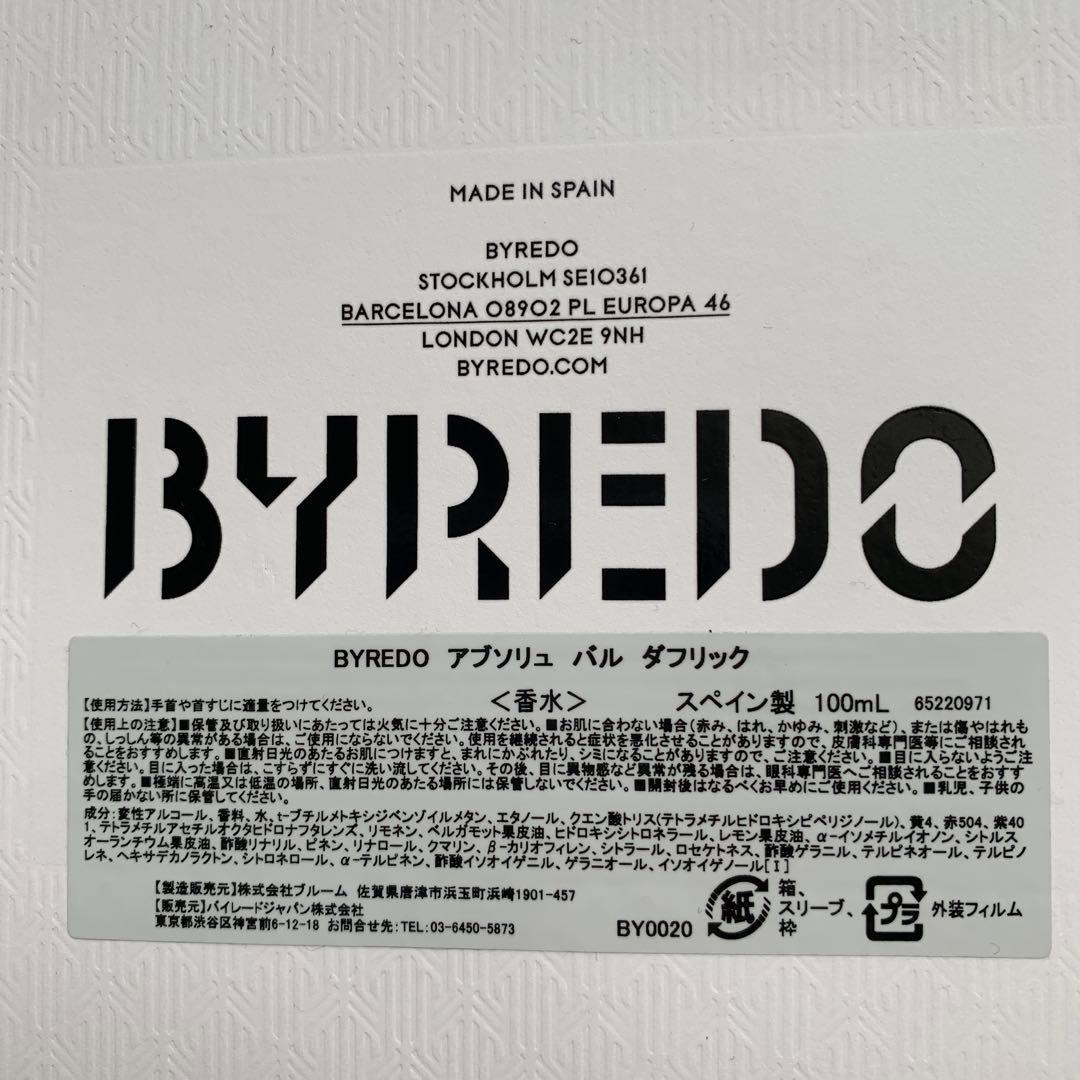 MADE IN SPAIN
BYREDO
STOCKHOLM SE10361
BARCELONA 08902 PL EUROPA 46
LONDON WC2E 9NH
BYREDO.COM
BYREDO
BYREDO アブソリュ バル ダフリック
【使用方法】手首や首すじに適量をつけてください。 <香水> スペイン製 100mL 65220971
【使用上の注意】■保管及び取り扱いにあたっては火気に十分ご注意ください。■お肌に合わない場合(赤み、はれ、かゆみ、刺激など)、または傷やはれも
の、しっしん等の異常がある場合は、ご使用にならないでください。使用を継続されると症状を悪化させることがありますので、皮膚科専門医等にご相談され
ることをおすすめします。■直射日光のあたるお肌につけますと、まれにかぶれたり、シミになることがありますので、ご注意ください。■目に入らないようご注
意ください。目に入った場合は、こすらずにすぐに洗い流してください。その後、目に異物感など異常が残る場合は、眼科専門医へご相談されることをおすす
めします。■極端に高温又は低温の場所、直射日光のあたる場所には保管しないでください。■開封後はなるべくお早めにご使用ください。■乳児、子供の
手の届かない所に保管してください。
成分:変性アルコール、香料、水、t-ブチルメトキシジベンゾイルメタン、エタノール、クエン酸トリス(テトラメチルヒドロキシピペリジノール)、黄4、赤504、紫40
1、テトラメチルアセチルオクタヒドロナフタレンズ、リモネン、ベルガモット果皮油、ヒドロキシシトロネラール、レモン果皮油、α-イソメチルイオノン、シトルス
オーランチウム果皮油、酢酸リナリル、ピネン、リナロール、クマリン、β-カリオフィレン、シトラール、ロセケトネス、酢酸ゲラニル、テルピネオール、テルピノ
レネ、ヘキサデカノラクトン、シトロネロール、α-テルピネン、酢酸イソオイゲニル、ゲラニオール、イソオイゲノール[I]
【製造販売元】株式会社ブルーム 佐賀県唐津市浜玉町浜崎1901-457
【販売元】バイレードジャパン株式会社
東京都渋谷区神宮前6-12-18 お問合せ先:TEL:03-6450-5873
BY0020 紙 箱、スリーブ、枠 プラ 外装フィルム